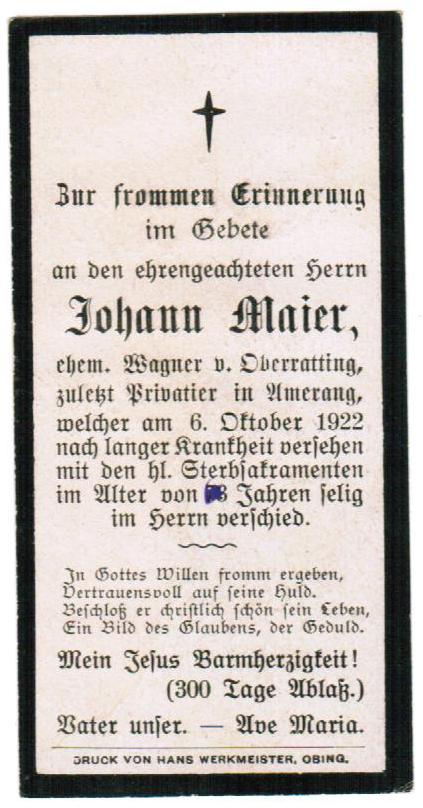 Zur frommen Erinnerung
im Gebete
an den ehrengeachteten Herrn
Johann Maier,
ehem. Wagner v. Oberratting,
zuletzt Privatier in Amerang,
welcher am 6. Oktober 1922
nach langer Krankheit versehen
mit den hl. Sterbsakramenten
im Alter von Jahren selig
im Herrn verschied.
In Gottes Willen fromm ergeben,
Vertrauensvoll auf seine Huld.
Beschloß er christlich schön sein Leben,
Ein Bild des Glaubens, der Geduld.
Mein Jesus Barmherzigkeit!
(300 Tage Ablaß.)
Vater unser. — Ave Maria.
DRUCK VON HANS WERKMEISTER, OBING.